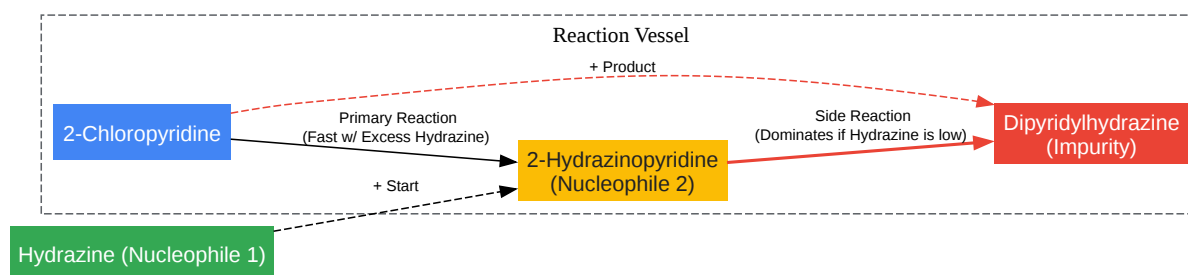 Reaction Vessel
+ Product
2-Chloropyridine
Primary Reaction
(Fast w/ Excess Hydrazine)
Side Reaction
(Dominates if Hydrazine is low)
Dipyridylhydrazine
(Impurity)
2-Hydrazinopyridine
(Nucleophile 2)
+ Start
Hydrazine (Nucleophile 1)